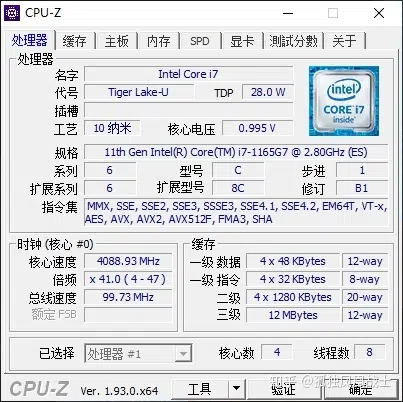 CPU-Z
处理器 缓存 主板 内存 SPD 显卡 測試分數 关于
处理器
名字 Intel Core i7
代号 Tiger Lake-U TDP 28.0 W
插槽
工艺 10 纳米 核心电压 0.995 V
intel
CORE i7
inside
规格 11th Gen Intel(R) Core(TM) i7-1165G7 @ 2.80GHz (ES)
系列 6 型号 C 步进 1
扩展系列 6 扩展型号 8C 修订 B1
指令集 MMX, SSE, SSE2, SSE3, SSSE3, SSE4.1, SSE4.2, EM64T, VT-x,
AES, AVX, AVX2, AVX512F, FMA3, SHA
时钟 (核心 #0) 缓存
核心速度 4088.93 MHz 一级 数据 4 x 48 KBytes 12-way
倍频 x 41.0 ( 4 - 47 ) 一级 指令 4 x 32 KBytes 8-way
总线速度 99.73 MHz 二级 4 x 1280 KBytes 20-way
额定 FSB 三级 12 MBytes 12-way
已选择 处理器 #1 核心数 4 线程数 8
CPU-Z Ver. 1.93.0.x64 工具 验证 确定